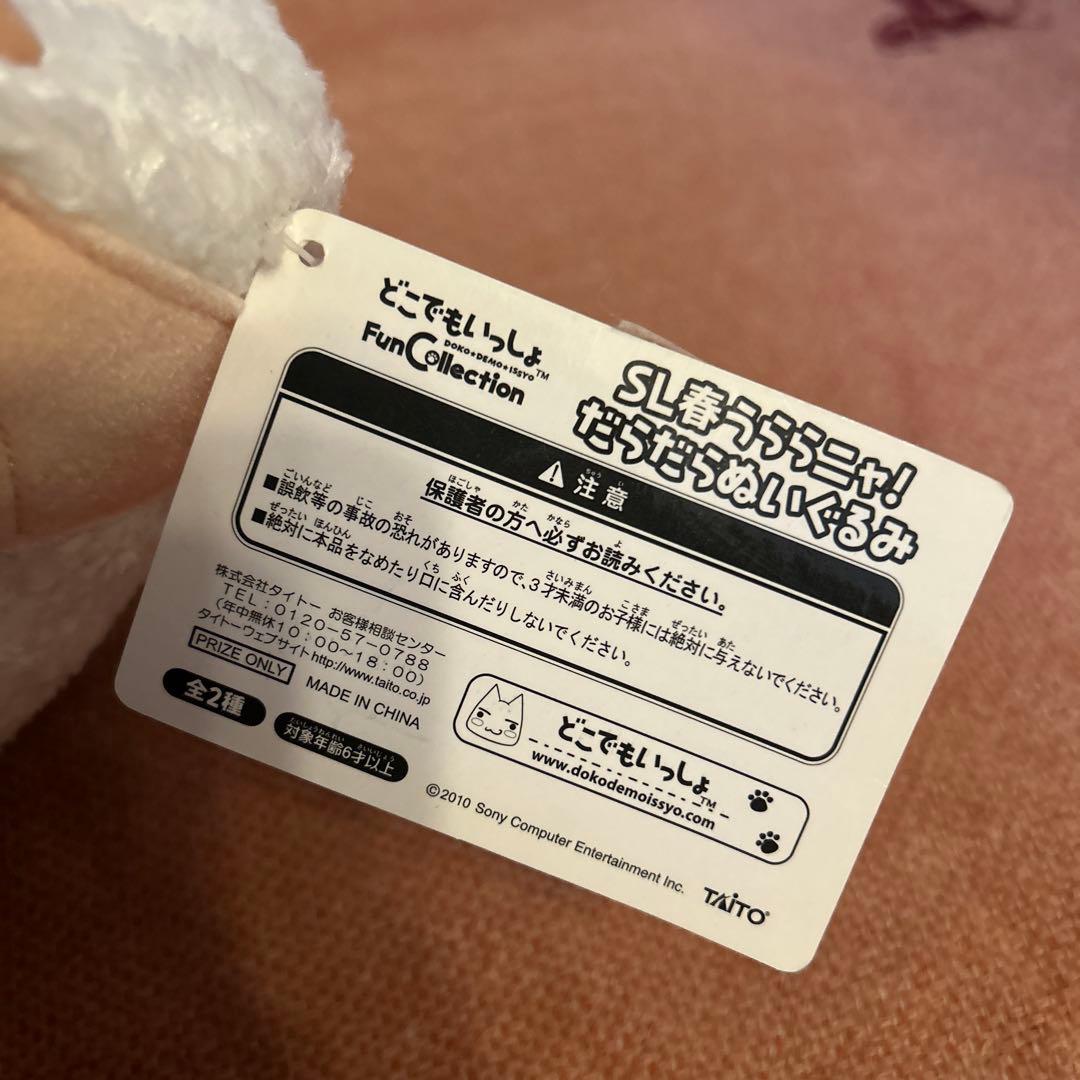 どこでもいっしょ
DOKO★DEMO★ISSYO™
Fun Collection
SL春うららニャ!
だらだらぬいぐるみ
注意
保護者の方へ必ずお読みください。
■誤飲等の事故の恐れがありますので、3才未満のお子様には絶対に与えないでください。
■絶対に本品をなめたり口に含んだりしないでください。
株式会社タイトー お客様相談センター
TEL:0120-57-0788
(年中無休10:00~18:00)
タイトーウェブサイトhttp://www.taito.co.jp
PRIZE ONLY
MADE IN CHINA
全2種
対象年齢6才以上
どこでもいっしょ™
www.dokodemoissyo.com
©2010 Sony Computer Entertainment Inc.
TAITO®